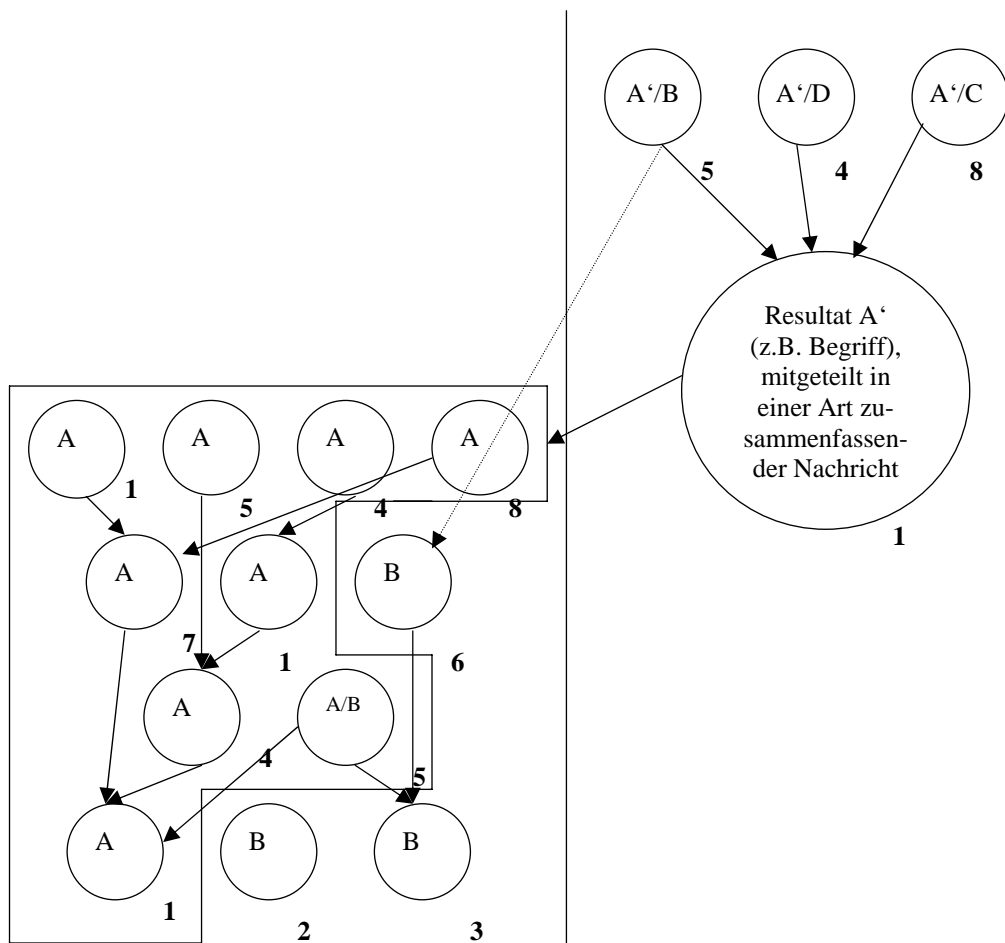 A‘/B
A‘/D
A‘/C
5
4
8
Resultat A‘
(z.B. Begriff),
mitgeteilt in
einer Art zu-
sammenfassen-
der Nachricht
1
A
A
A
A
1
5
4
8
A
A
B
7
1
6
A
A/B
4
5
A
B
B
1
2
3